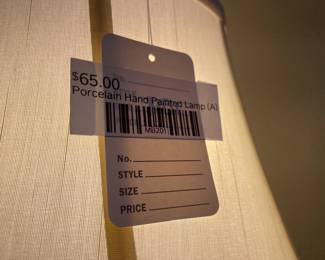 $65.00
Porcelain Hand Painted Lamp (A)
MB201
No.
STYLE
SIZE
PRICE